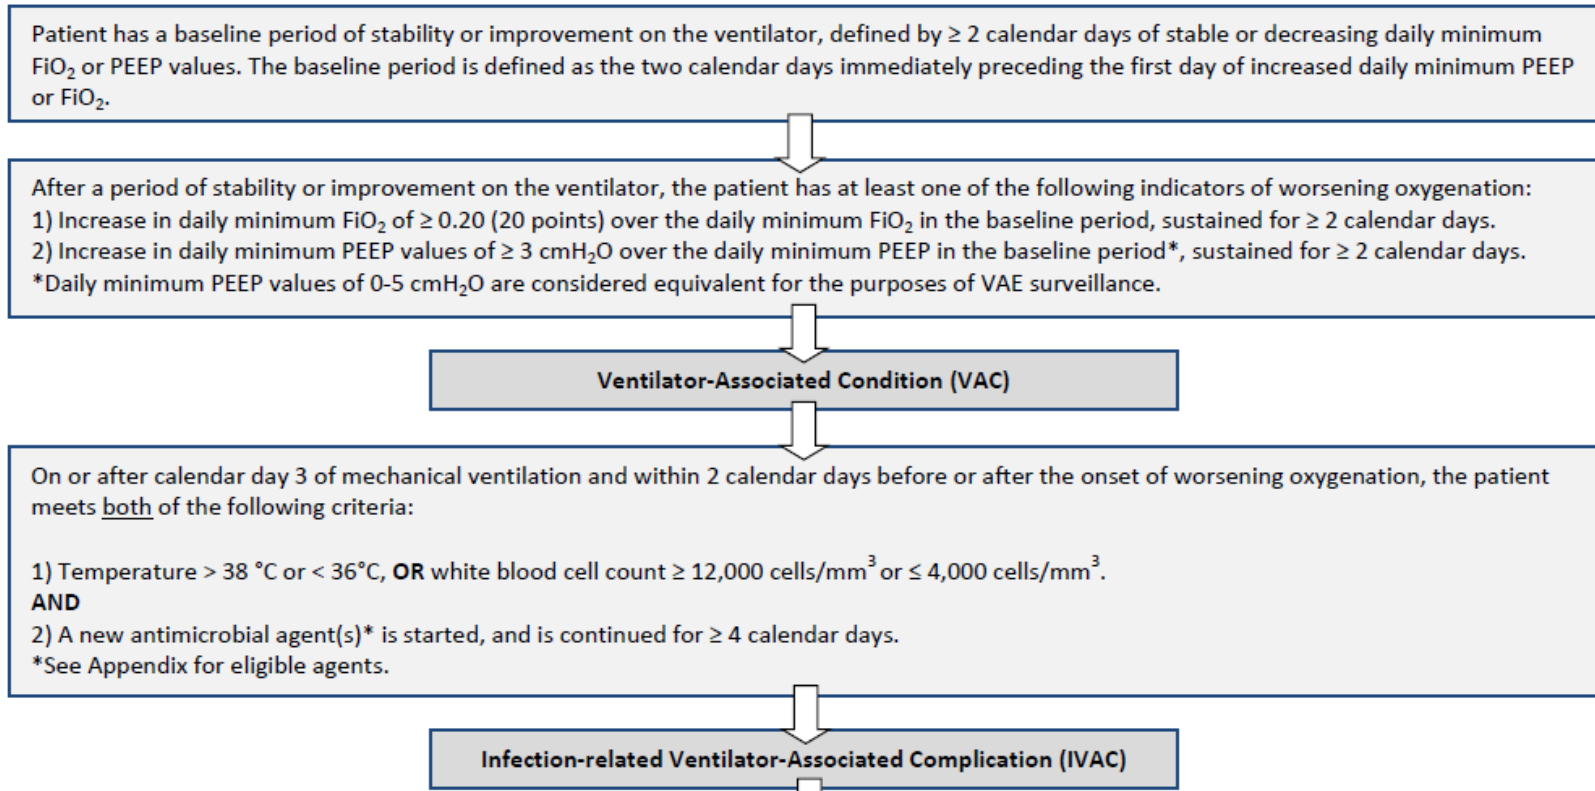 Patient has a baseline period of stability or improvement on the ventilator, defined by ≥ 2 calendar days of stable or decreasing daily minimum
FiO₂ or PEEP values. The baseline period is defined as the two calendar days immediately preceding the first day of increased daily minimum PEEP
or FiO₂.
After a period of stability or improvement on the ventilator, the patient has at least one of the following indicators of worsening oxygenation:
1) Increase in daily minimum FiO₂ of ≥ 0.20 (20 points) over the daily minimum FiO₂ in the baseline period, sustained for ≥ 2 calendar days.
2) Increase in daily minimum PEEP values of ≥ 3 cmH₂O over the daily minimum PEEP in the baseline period*, sustained for ≥ 2 calendar days.
*Daily minimum PEEP values of 0-5 cmH₂O are considered equivalent for the purposes of VAE surveillance.
Ventilator-Associated Condition (VAC)
On or after calendar day 3 of mechanical ventilation and within 2 calendar days before or after the onset of worsening oxygenation, the patient
meets both of the following criteria:
1) Temperature > 38 °C or < 36°C, OR white blood cell count ≥ 12,000 cells/mm³ or ≤ 4,000 cells/mm³.
AND
2) A new antimicrobial agent(s)* is started, and is continued for ≥ 4 calendar days.
*See Appendix for eligible agents.
Infection-related Ventilator-Associated Complication (IVAC)